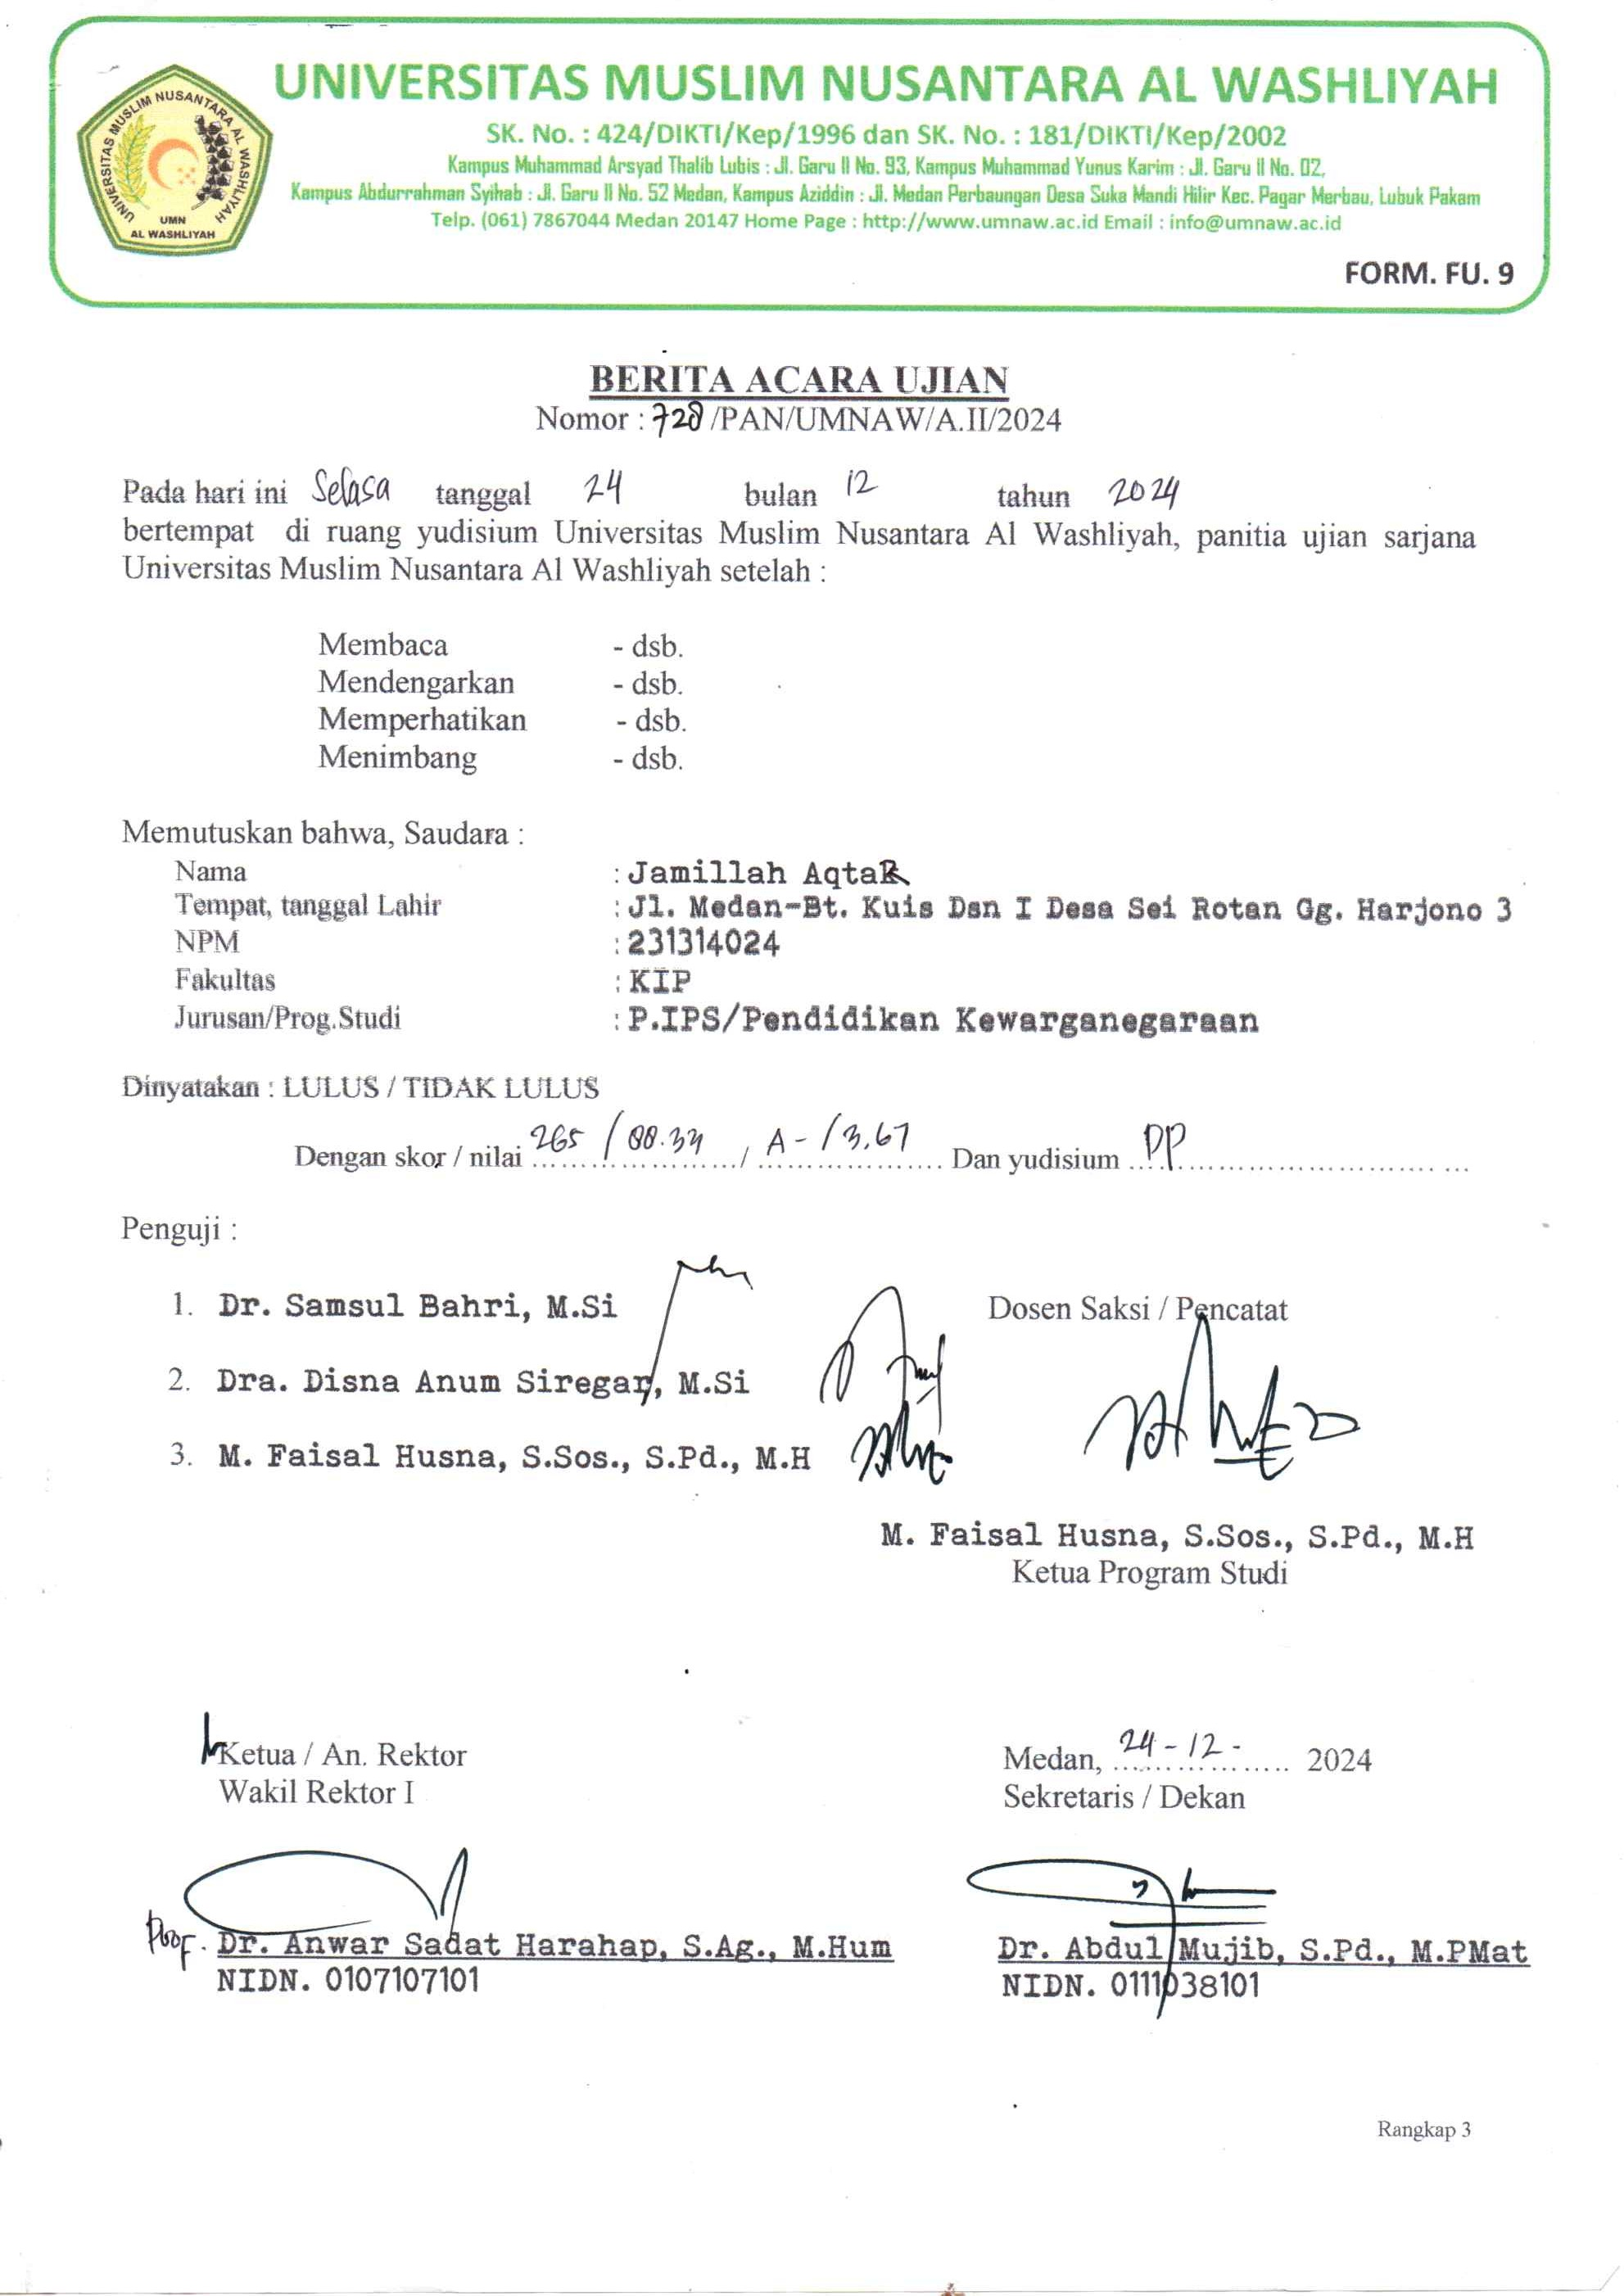 UNIVERSITAS MUSLIM NUSANTARA AL WASHLIYAH
UMN
AL WASHLIYAH
UNIVERSITAS MUSLIM NUSANTARA AL WASHLIYAH
SK. No. : 424/DIKTI/Kep/1996 dan SK. No. : 181/DIKTI/Kep/2002
Kampus Muhammad Arsyad Thalib Lubis : Jl. Garu II No. 93, Kampus Muhammad Yunus Karim : Jl. Garu II No. 02,
Kampus Abdurrahman Syihab : Jl. Garu II No. 52 Medan, Kampus Aziddin : Jl. Medan Perbaungan Desa Suka Mandi Hilir Kec. Pagar Merbau, Lubuk Pakam
Telp. (061) 7867044 Medan 20147 Home Page : http://www.umnaw.ac.id Email : info@umnaw.ac.id
FORM. FU. 9
BERITA ACARA UJIAN
Nomor : 728 /PAN/UMNAW/A.II/2024
Pada hari ini Selasa tanggal 24 bulan 12 tahun 2024
bertempat di ruang yudisium Universitas Muslim Nusantara Al Washliyah, panitia ujian sarjana
Universitas Muslim Nusantara Al Washliyah setelah :
Membaca - dsb.
Mendengarkan - dsb.
Memperhatikan - dsb.
Menimbang - dsb.
Memutuskan bahwa, Saudara :
Nama : Jamillah AqtaR
Tempat, tanggal Lahir : Jl. Medan-Bt. Kuis Dsn I Desa Sei Rotan Gg. Harjono 3
NPM : 231314024
Fakultas : KIP
Jurusan/Prog.Studi : P.IPS/Pendidikan Kewarganegaraan
Dinyatakan : LULUS / TIDAK LULUS
Dengan skor / nilai 265 / 88.33 / A- / 3,67 Dan yudisium DP
Penguji :
1. Dr. Samsul Bahri, M.Si
Dosen Saksi / Pencatat
2. Dra. Disna Anum Siregar, M.Si
3. M. Faisal Husna, S.Sos., S.Pd., M.H
M. Faisal Husna, S.Sos., S.Pd., M.H
Ketua Program Studi
Ketua / An. Rektor
Wakil Rektor I
Medan, 24-12- 2024
Sekretaris / Dekan
Prof. Dr. Anwar Sadat Harahap, S.Ag., M.Hum
NIDN. 0107107101
Dr. Abdul Mujib, S.Pd., M.PMat
NIDN. 0111038101
Rangkap 3